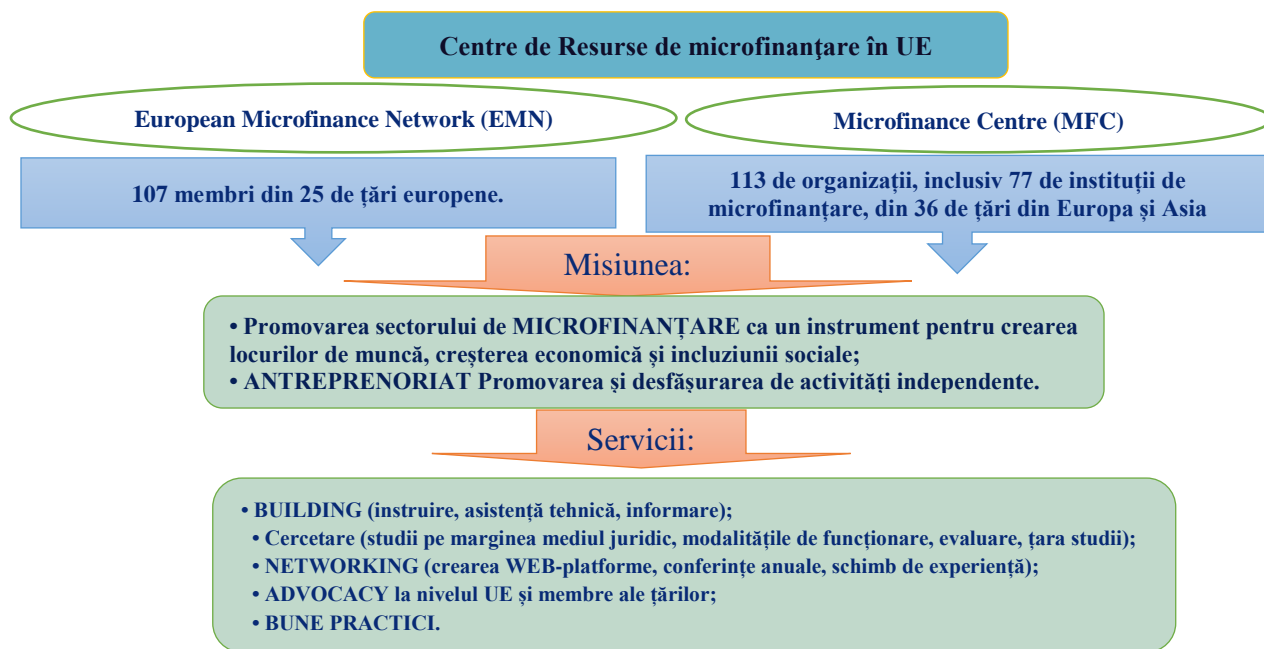 Centre de Resurse de microfinanţare în UE
European Microfinance Network (EMN)
Microfinance Centre (MFC)
107 membri din 25 de țări europene.
113 de organizații, inclusiv 77 de instituții de
microfinanțare, din 36 de țări din Europa și Asia
Misiunea:
• Promovarea sectorului de MICROFINANȚARE ca un instrument pentru crearea
locurilor de muncă, creșterea economică și incluziunii sociale;
• ANTREPRENORIAT Promovarea și desfășurarea de activități independente.
Servicii:
• BUILDING (instruire, asistență tehnică, informare);
• Cercetare (studii pe marginea mediul juridic, modalitățile de funcționare, evaluare, țara studii);
• NETWORKING (crearea WEB-platforme, conferințe anuale, schimb de experiență);
• ADVOCACY la nivelul UE și membre ale țărilor;
• BUNE PRACTICI.